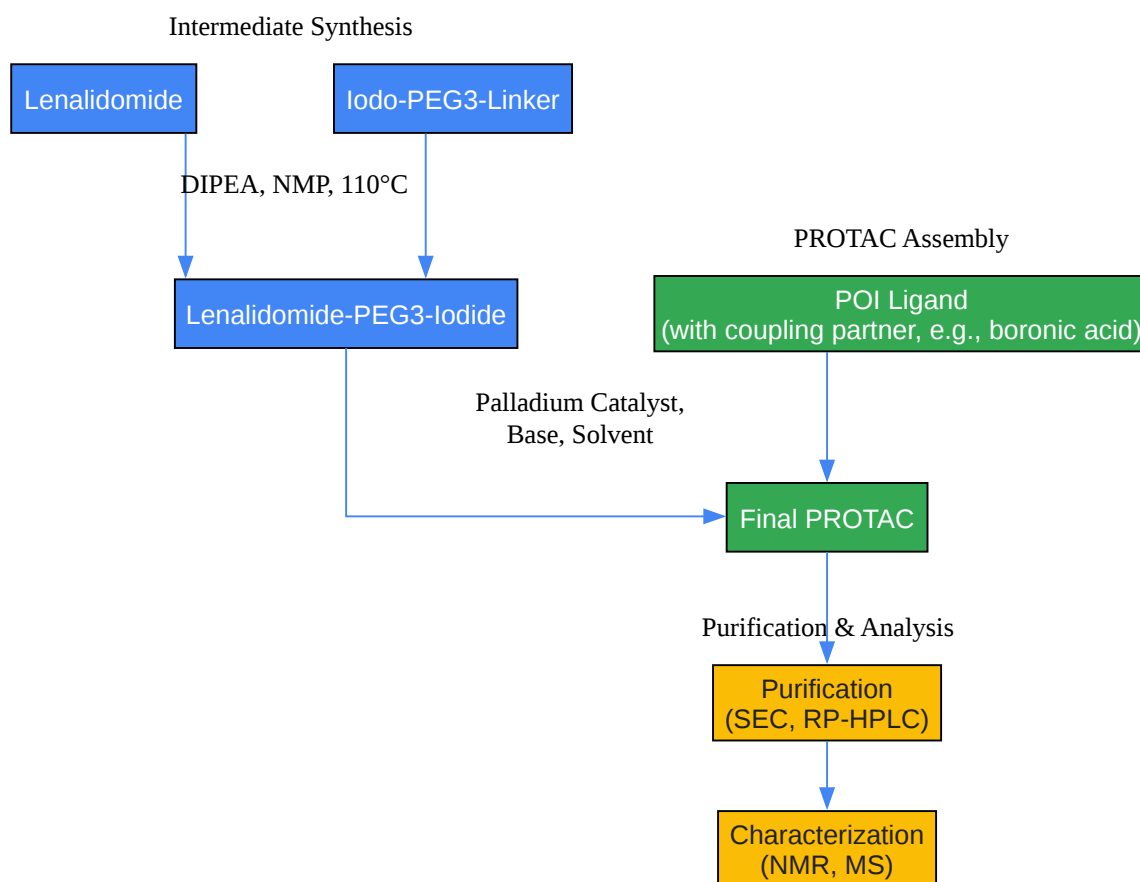 Intermediate Synthesis
Lenalidomide
Iodo-PEG3-Linker
DIPEA, NMP, 110°C
Lenalidomide-PEG3-Iodide
PROTAC Assembly
POI Ligand
(with coupling partner, e.g., boronic acid)
Palladium Catalyst,
Base, Solvent
Final PROTAC
Purification & Analysis
Purification
(SEC, RP-HPLC)
Characterization
(NMR, MS)